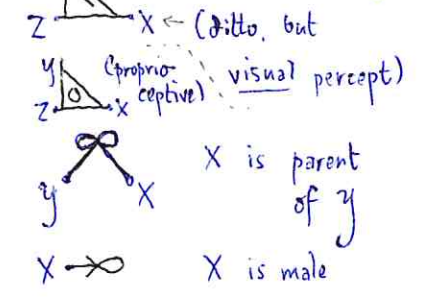 Z X ← (ditto, but
y (proprio- visual percept)
Z X ceptive)
X is parent
y X of y
X X is male